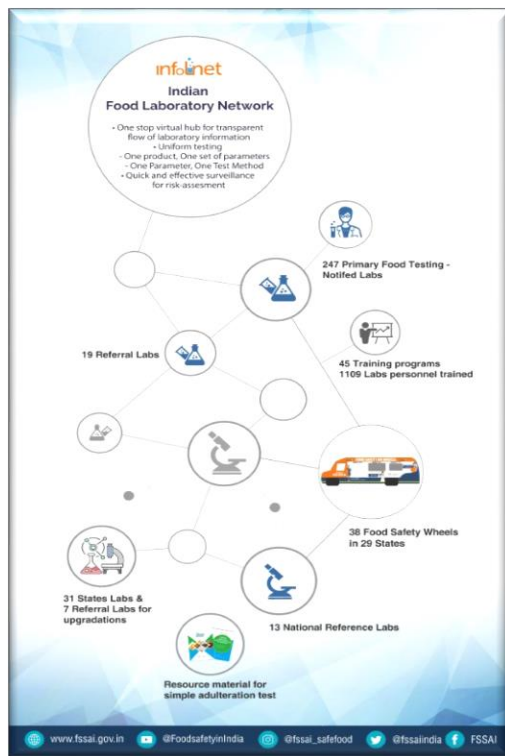 infolnet
Indian
Food Laboratory Network
• One stop virtual hub for transparent
flow of laboratory information
• Uniform testing
- One product, One set of parameters
- One Parameter, One Test Method
• Quick and effective surveillance
for risk-assesment
247 Primary Food Testing -
Notifed Labs
19 Referral Labs
45 Training programs
1109 Labs personnel trained
38 Food Safety Wheels
in 29 States
31 States Labs &
7 Referral Labs for
upgradations
13 National Reference Labs
Resource material for
simple adulteration test
www.fssai.gov.in @FoodsafetyinIndia @fssai_safefood @fssaiindia FSSAI